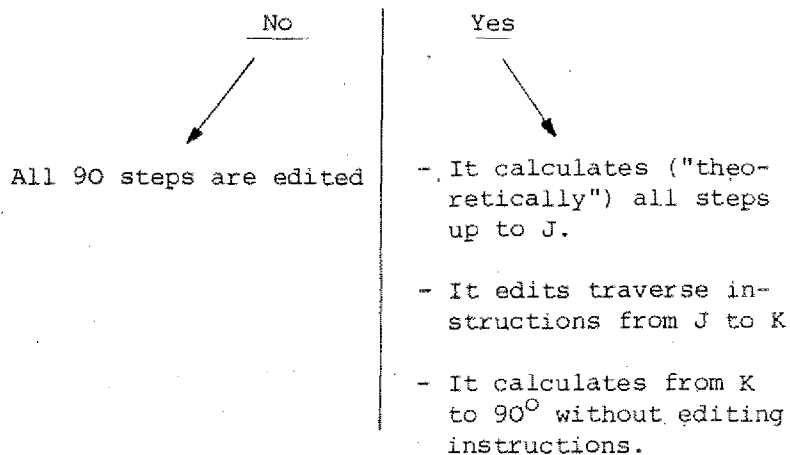 No
Yes
All 90 steps are edited
- It calculates ("theo-
retically") all steps
up to J.
- It edits traverse in-
structions from J to K
- It calculates from K
to 90° without editing
instructions.